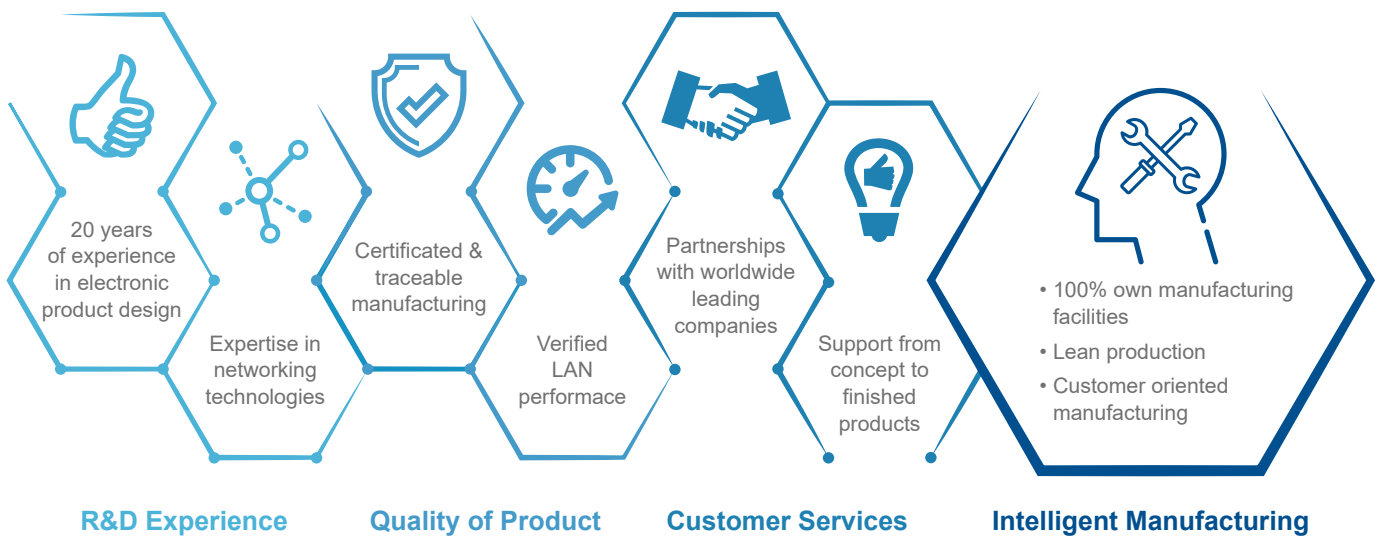 20 years
of experience
in electronic
product design
Expertise in
networking
technologies
Certificated &
traceable
manufacturing
Verified
LAN
performace
Partnerships
with worldwide
leading
companies
Support from
concept to
finished
products
• 100% own manufacturing
facilities
• Lean production
• Customer oriented
manufacturing
R&D Experience
Quality of Product
Customer Services
Intelligent Manufacturing